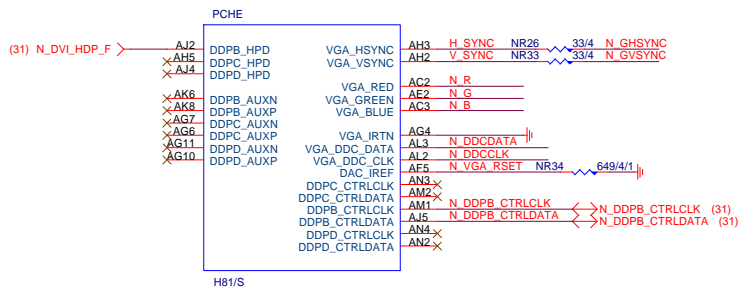 PCHE
(31) N_DVI_HDP_F AJ2 DDPB_HPD
AH5 DDPC_HPD
AJ4 DDPD_HPD
AK6 DDPB_AUXN
AK8 DDPB_AUXP
AG7 DDPC_AUXN
AG6 DDPC_AUXP
AG11 DDPD_AUXN
AG10 DDPD_AUXP
VGA_HSYNC AH3 H_SYNC NR26 33/4 N_GHSYNC
VGA_VSYNC AH2 V_SYNC NR33 33/4 N_GVSYNC
VGA_RED AC2 N_R
VGA_GREEN AE2 N_G
VGA_BLUE AC3 N_B
VGA_IRTN AG4
VGA_DDC_DATA AL3 N_DDCDATA
VGA_DDC_CLK AL2 N_DDCCLK
DAC_IREF AF5 N_VGA_RSET NR34 649/4/1
DDPC_CTRLCLK AN3
DDPC_CTRLDATA AM2
DDPB_CTRLCLK AM1 N_DDPB_CTRLCLK N_DDPB_CTRLCLK (31)
DDPB_CTRLDATA AJ5 N_DDPB_CTRLDATA N_DDPB_CTRLDATA (31)
DDPD_CTRLCLK AN4
DDPD_CTRLDATA AN2
H81/S